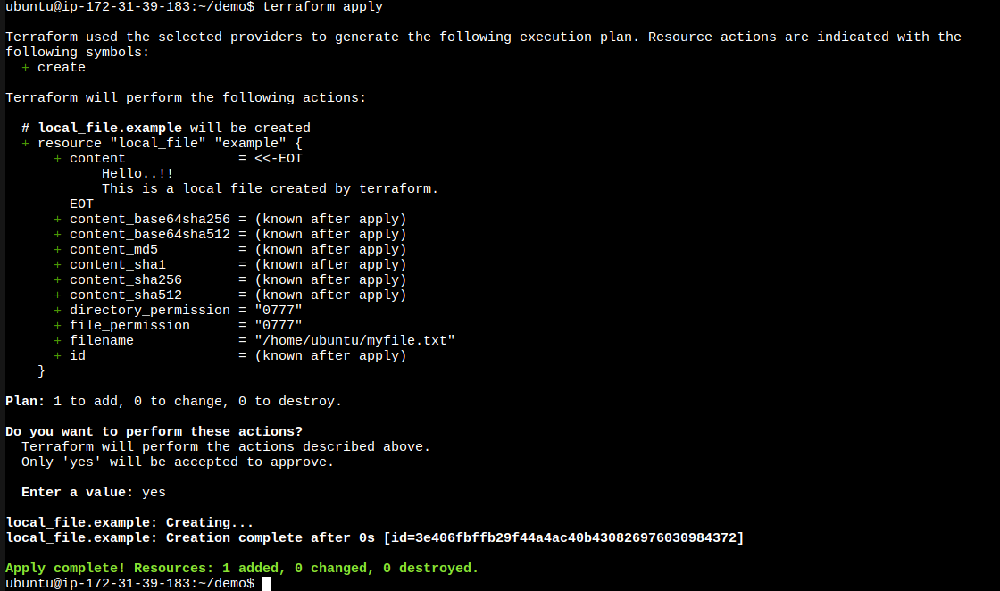 ubuntu@ip-172-31-39-183:~/demo$ terraform apply

Terraform used the selected providers to generate the following execution plan. Resource actions are indicated with the
following symbols:
  + create

Terraform will perform the following actions:

  # local_file.example will be created
  + resource "local_file" "example" {
      + content              = <<-EOT
            Hello..!!
            This is a local file created by terraform.
        EOT
      + content_base64sha256 = (known after apply)
      + content_base64sha512 = (known after apply)
      + content_md5          = (known after apply)
      + content_sha1         = (known after apply)
      + content_sha256       = (known after apply)
      + content_sha512       = (known after apply)
      + directory_permission = "0777"
      + file_permission      = "0777"
      + filename             = "/home/ubuntu/myfile.txt"
      + id                   = (known after apply)
    }

Plan: 1 to add, 0 to change, 0 to destroy.

Do you want to perform these actions?
  Terraform will perform the actions described above.
  Only 'yes' will be accepted to approve.

  Enter a value: yes

local_file.example: Creating...
local_file.example: Creation complete after 0s [id=3e406fbffb29f44a4ac40b430826976030984372]

Apply complete! Resources: 1 added, 0 changed, 0 destroyed.
ubuntu@ip-172-31-39-183:~/demo$